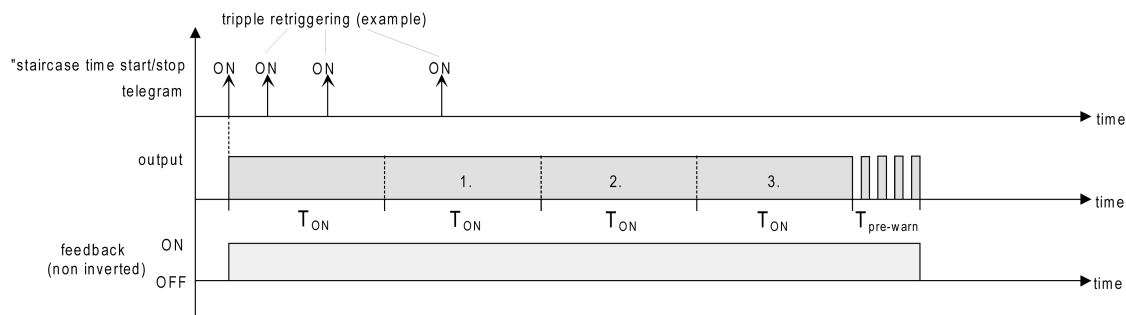 tripple retriggering (example)
"staircase time start/stop
telegram
ON ON ON ON
time
output
1. 2. 3.
time
TON TON TON TON Tpre-warn
feedback
(non inverted)
ON
OFF
time